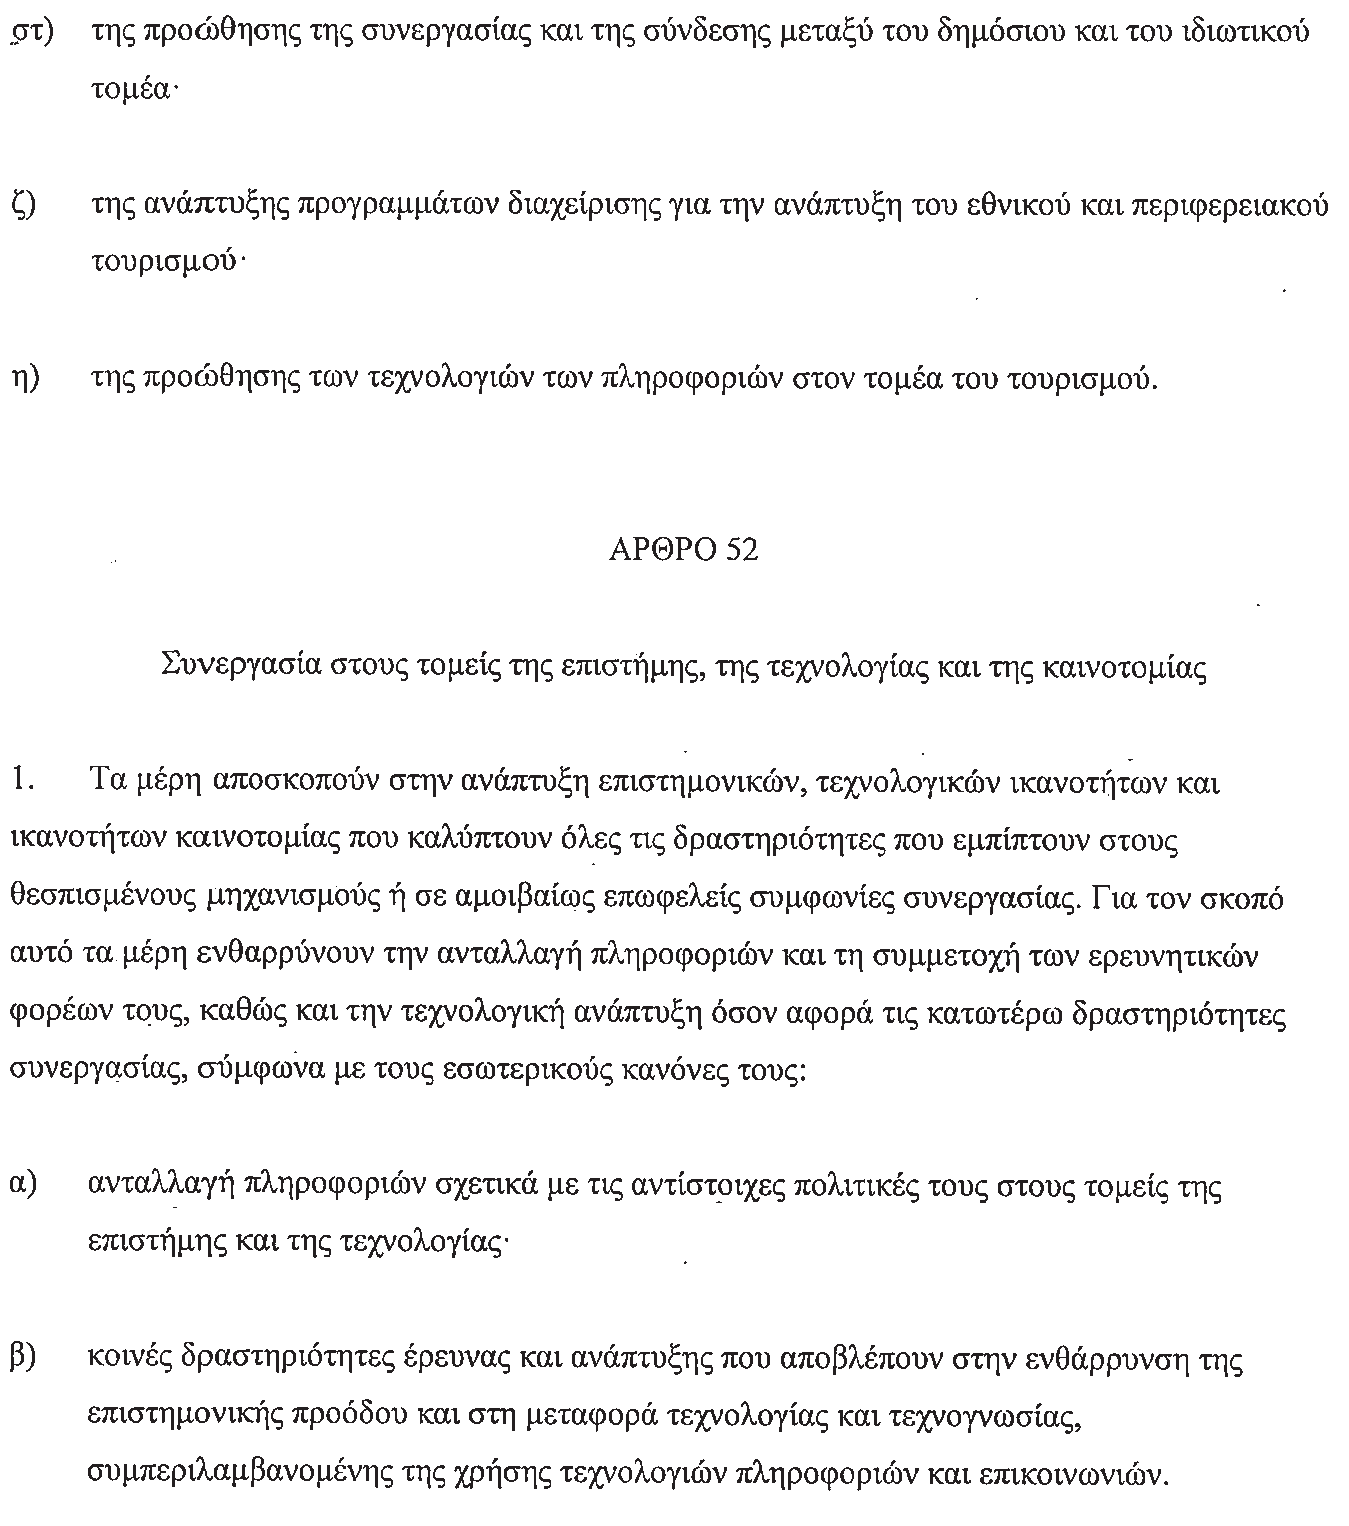 στ) της προώθησης της συνεργασίας και της σύνδεσης μεταξύ του δημόσιου και του ιδιωτικού
τομέα·
ζ) της ανάπτυξης προγραμμάτων διαχείρισης για την ανάπτυξη του εθνικού και περιφερειακού
τουρισμού·
η) της προώθησης των τεχνολογιών των πληροφοριών στον τομέα του τουρισμού.
ΑΡΘΡΟ 52
Συνεργασία στους τομείς της επιστήμης, της τεχνολογίας και της καινοτομίας
1. Τα μέρη αποσκοπούν στην ανάπτυξη επιστημονικών, τεχνολογικών ικανοτήτων και
ικανοτήτων καινοτομίας που καλύπτουν όλες τις δραστηριότητες που εμπίπτουν στους
θεσπισμένους μηχανισμούς ή σε αμοιβαίως επωφελείς συμφωνίες συνεργασίας. Για τον σκοπό
αυτό τα μέρη ενθαρρύνουν την ανταλλαγή πληροφοριών και τη συμμετοχή των ερευνητικών
φορέων τους, καθώς και την τεχνολογική ανάπτυξη όσον αφορά τις κατωτέρω δραστηριότητες
συνεργασίας, σύμφωνα με τους εσωτερικούς κανόνες τους:
α) ανταλλαγή πληροφοριών σχετικά με τις αντίστοιχες πολιτικές τους στους τομείς της
επιστήμης και της τεχνολογίας·
β) κοινές δραστηριότητες έρευνας και ανάπτυξης που αποβλέπουν στην ενθάρρυνση της
επιστημονικής προόδου και στη μεταφορά τεχνολογίας και τεχνογνωσίας,
συμπεριλαμβανομένης της χρήσης τεχνολογιών πληροφοριών και επικοινωνιών.